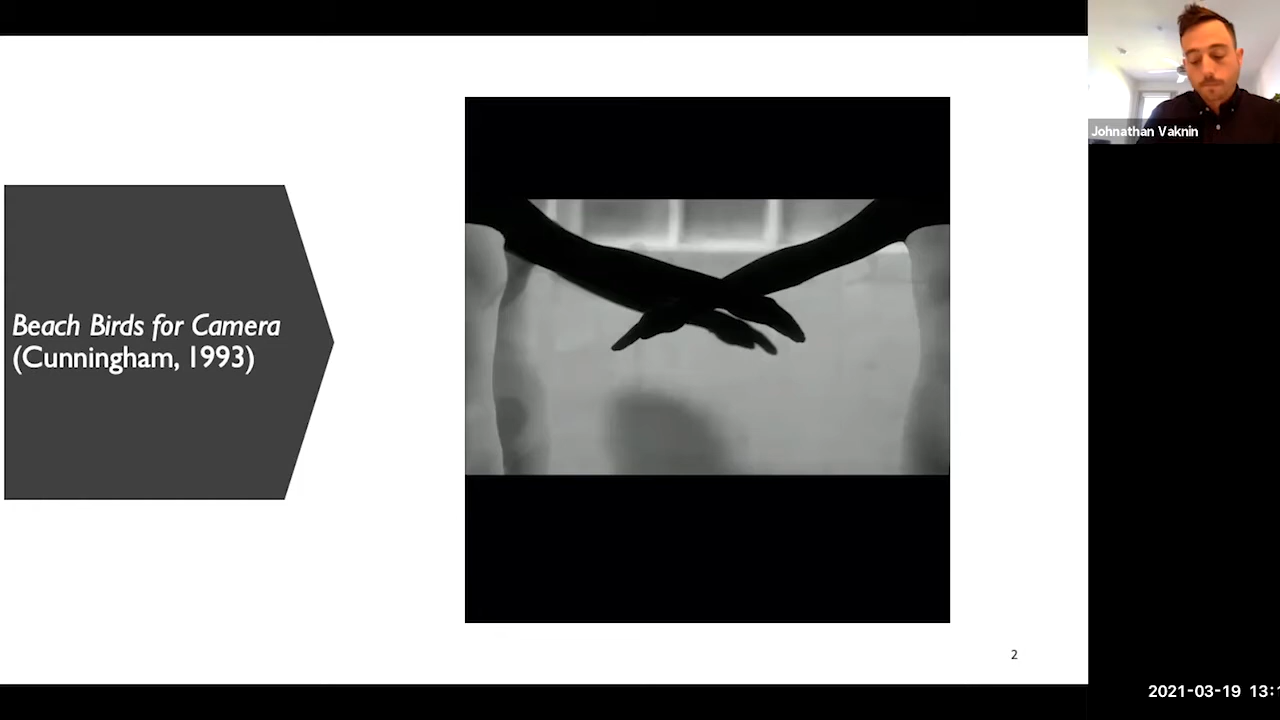 Johnathan Vaknin
Beach Birds for Camera
(Cunningham, 1993)
2
2021-03-19 13:1